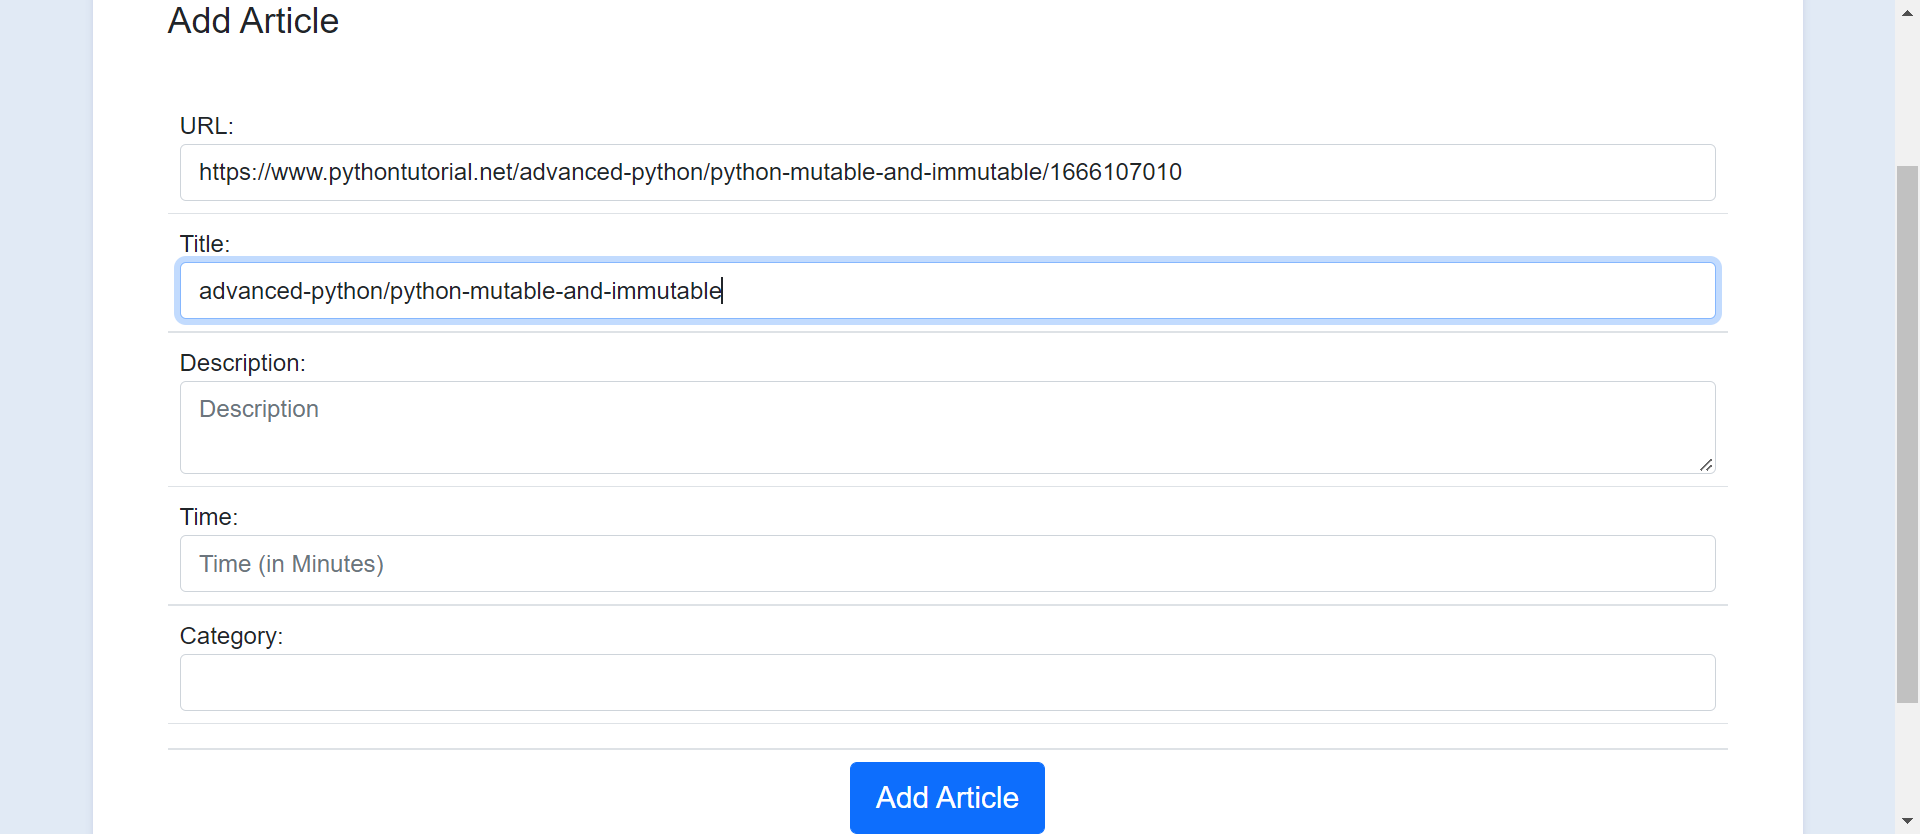 Add Article
URL:
https://www.pythontutorial.net/advanced-python/python-mutable-and-immutable/1666107010
Title:
advanced-python/python-mutable-and-immutable
Description:
Description
Time:
Time (in Minutes)
Category:
Add Article